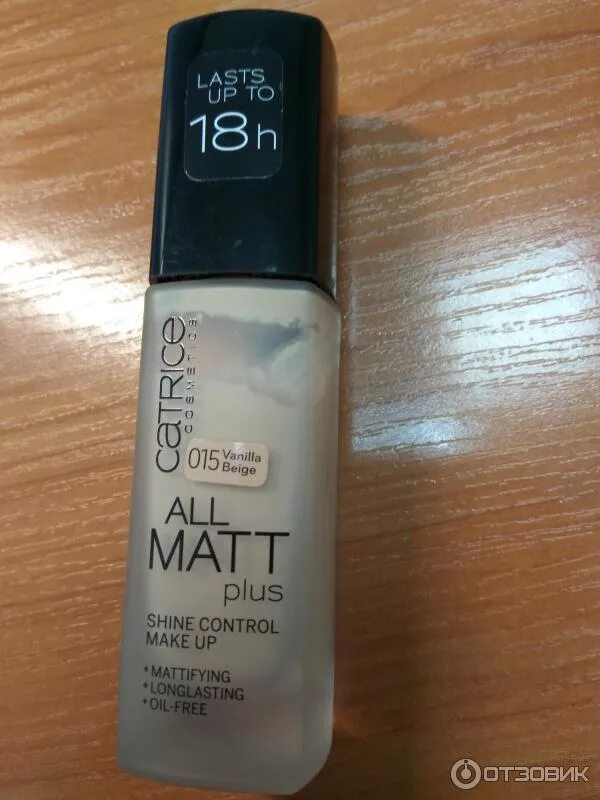 LASTS
UP TO
18h
CATRICE
COSMETICS
015 Vanilla
Beige
ALL
MATT
plus
SHINE CONTROL
MAKE UP
+MATTIFYING
+LONGLASTING
+OIL-FREE
ОТЗОВИК